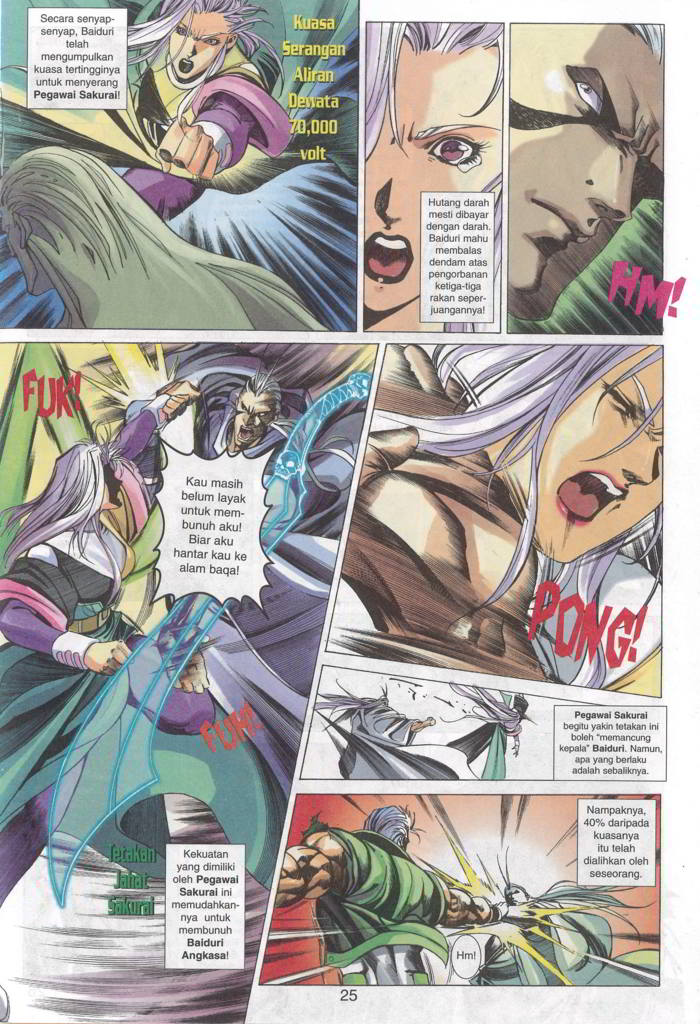 Secara senyap-
senyap, Baiduri
telah
mengumpulkan
kuasa tertingginya
untuk menyerang
Pegawai Sakurai!
Kuasa
Serangan
Aliran
Dewata
70,000
volt
Hutang darah
mesti dibayar
dengan darah.
Baiduri mahu
membalas
dendam atas
pengorbanan
ketiga-tiga
rakan seper-
juangannya!
HM!
FUK!
Kau masih
belum layak
untuk mem-
bunuh aku!
Biar aku
hantar kau ke
alam baqa!
FUH!
Tetakan
Jahat
Sakurai
Kekuatan
yang dimiliki
oleh Pegawai
Sakurai ini
memudahkan-
nya untuk
membunuh
Baiduri
Angkasa!
PONG!
Pegawai Sakurai
begitu yakin tetakan ini
boleh "memancung
kepala" Baiduri. Namun,
apa yang berlaku
adalah sebaliknya.
Nampaknya,
40% daripada
kuasanya
itu telah
dialihkan oleh
seseorang.
Hm!
25